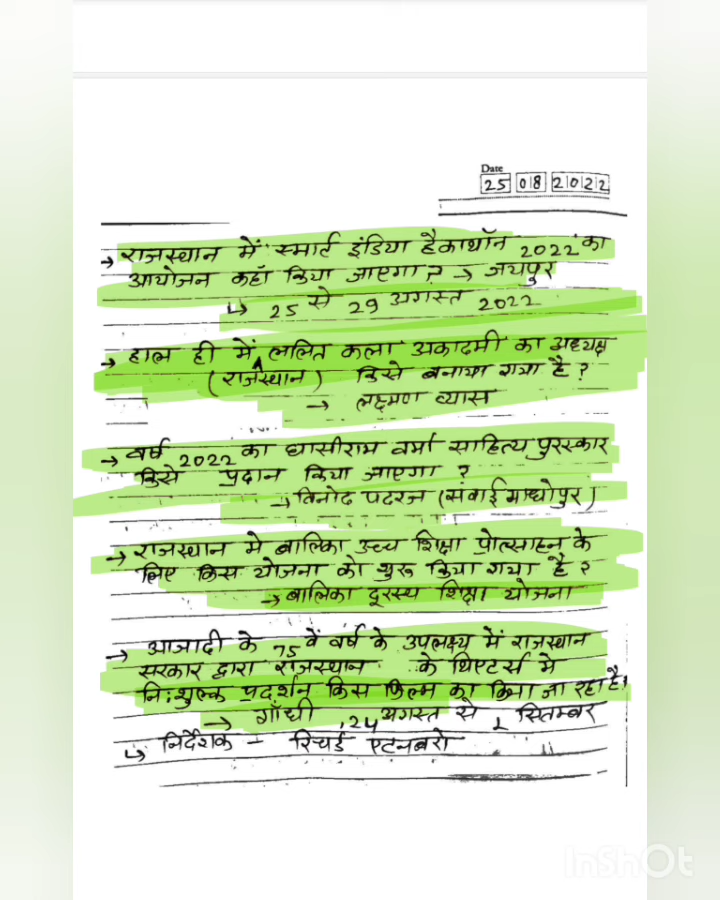 Date
25 08 2022
→ राजस्थान में स्मार्ट इंडिया हैकाथॉन 2022 का
आयोजन कहाँ किया जाएगा? → जयपुर
↳ 25 से 29 अगस्त 2022
→ हाल ही में ललित कला अकादमी का अध्यक्ष
(राजस्थान) किसे बनाया गया है?
→ लक्ष्मण व्यास
→ वर्ष 2022 का घासीराम वर्मा साहित्य पुरस्कार
किसे प्रदान किया जाएगा ?
→ विनोद पदरज (सवाई माधोपुर)
→ राजस्थान मे बालिका उच्च शिक्षा प्रोत्साहन के
लिए किस योजना को शुरू किया गया है ?
→ बालिका दूरस्थ शिक्षा योजना
→ आजादी के 75 वें वर्ष के उपलक्ष्य में राजस्थान
सरकार द्वारा राजस्थान के थिएटर्स मे
निःशुल्क प्रदर्शन किस फिल्म का किया जा रहा है।
→ गाँधी, 24 अगस्त से सितम्बर
↳ निर्देशक - रिचर्ड एटनबरो
InShOt